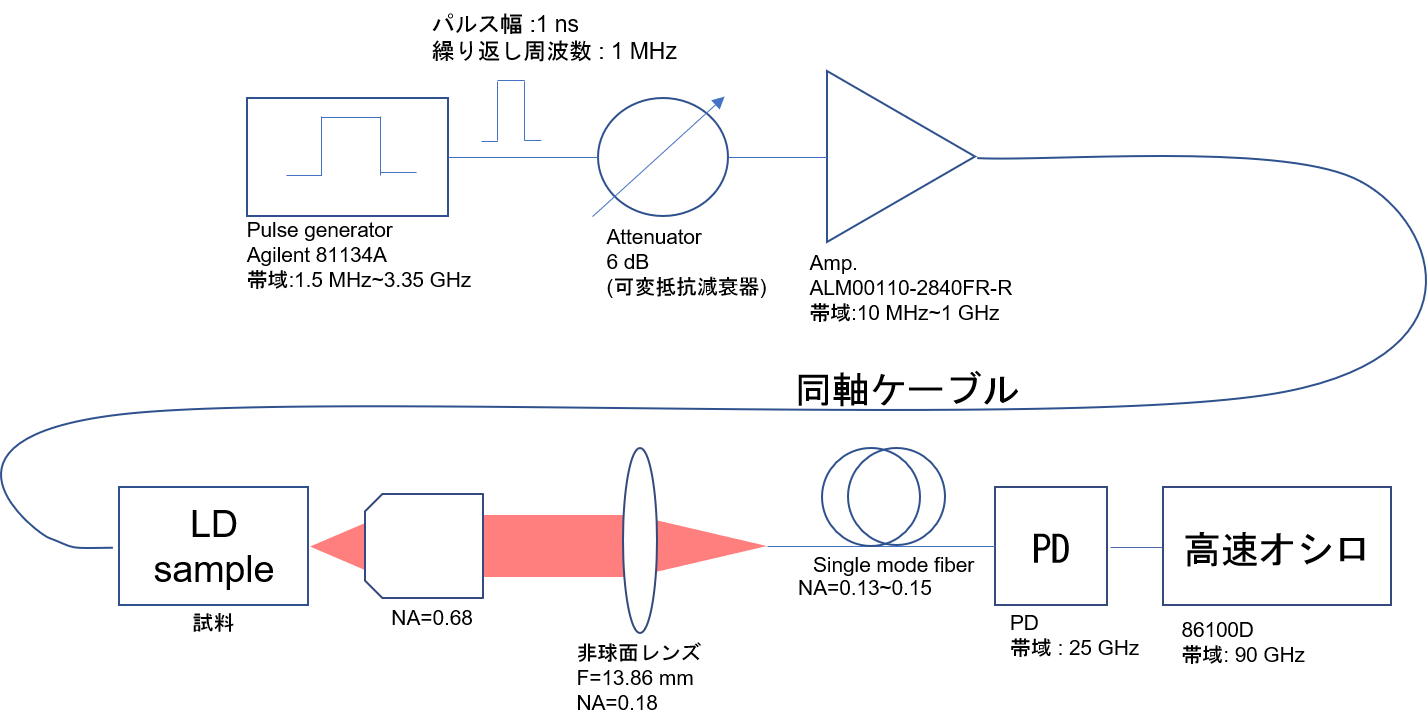 パルス幅 :1 ns
繰り返し周波数 : 1 MHz
Pulse generator
Agilent 81134A
帯域:1.5 MHz~3.35 GHz
Attenuator
6 dB
(可変抵抗減衰器)
Amp.
ALM00110-2840FR-R
帯域:10 MHz~1 GHz
同軸ケーブル
LD
sample
試料
NA=0.68
非球面レンズ
F=13.86 mm
NA=0.18
Single mode fiber
NA=0.13~0.15
PD
PD
帯域 : 25 GHz
高速オシロ
86100D
帯域: 90 GHz